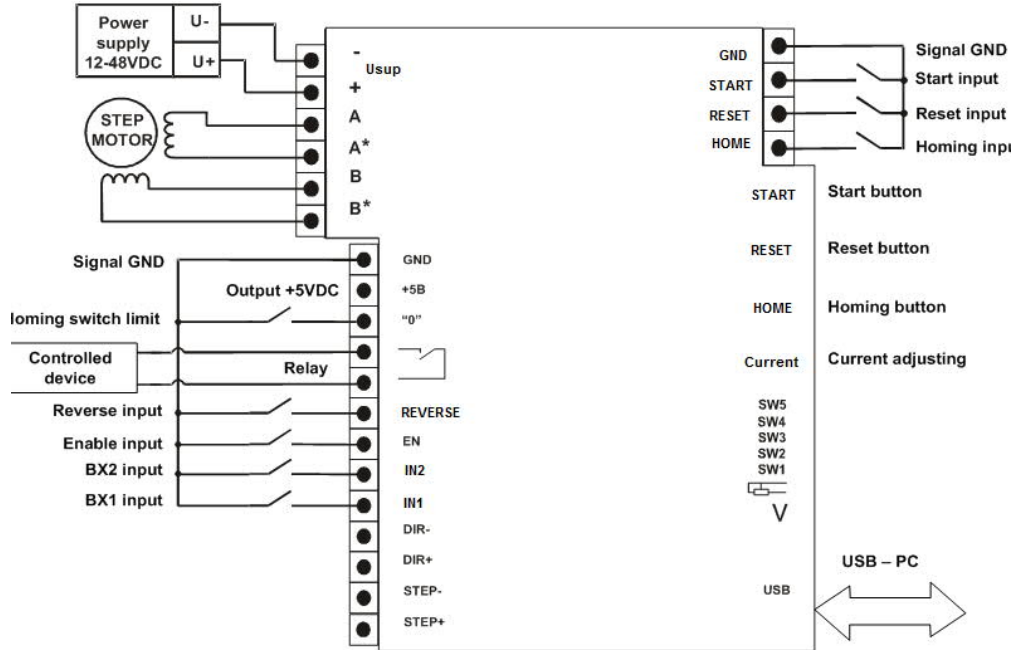 Power
supply
12-48VDC
U-
U+
-
Usup
+
STEP
MOTOR
A
A*
B
B*
GND
START
RESET
HOME
Signal GND
Start input
Reset input
Homing inpu
START
Start button
RESET
Reset button
HOME
Homing button
Current
Current adjusting
SW5
SW4
SW3
SW2
SW1
V
USB – PC
USB
Signal GND
GND
Output +5VDC
+5B
loming switch limit
"0"
Controlled
device
Relay
Reverse input
REVERSE
Enable input
EN
BX2 input
IN2
BX1 input
IN1
DIR-
DIR+
STEP-
STEP+